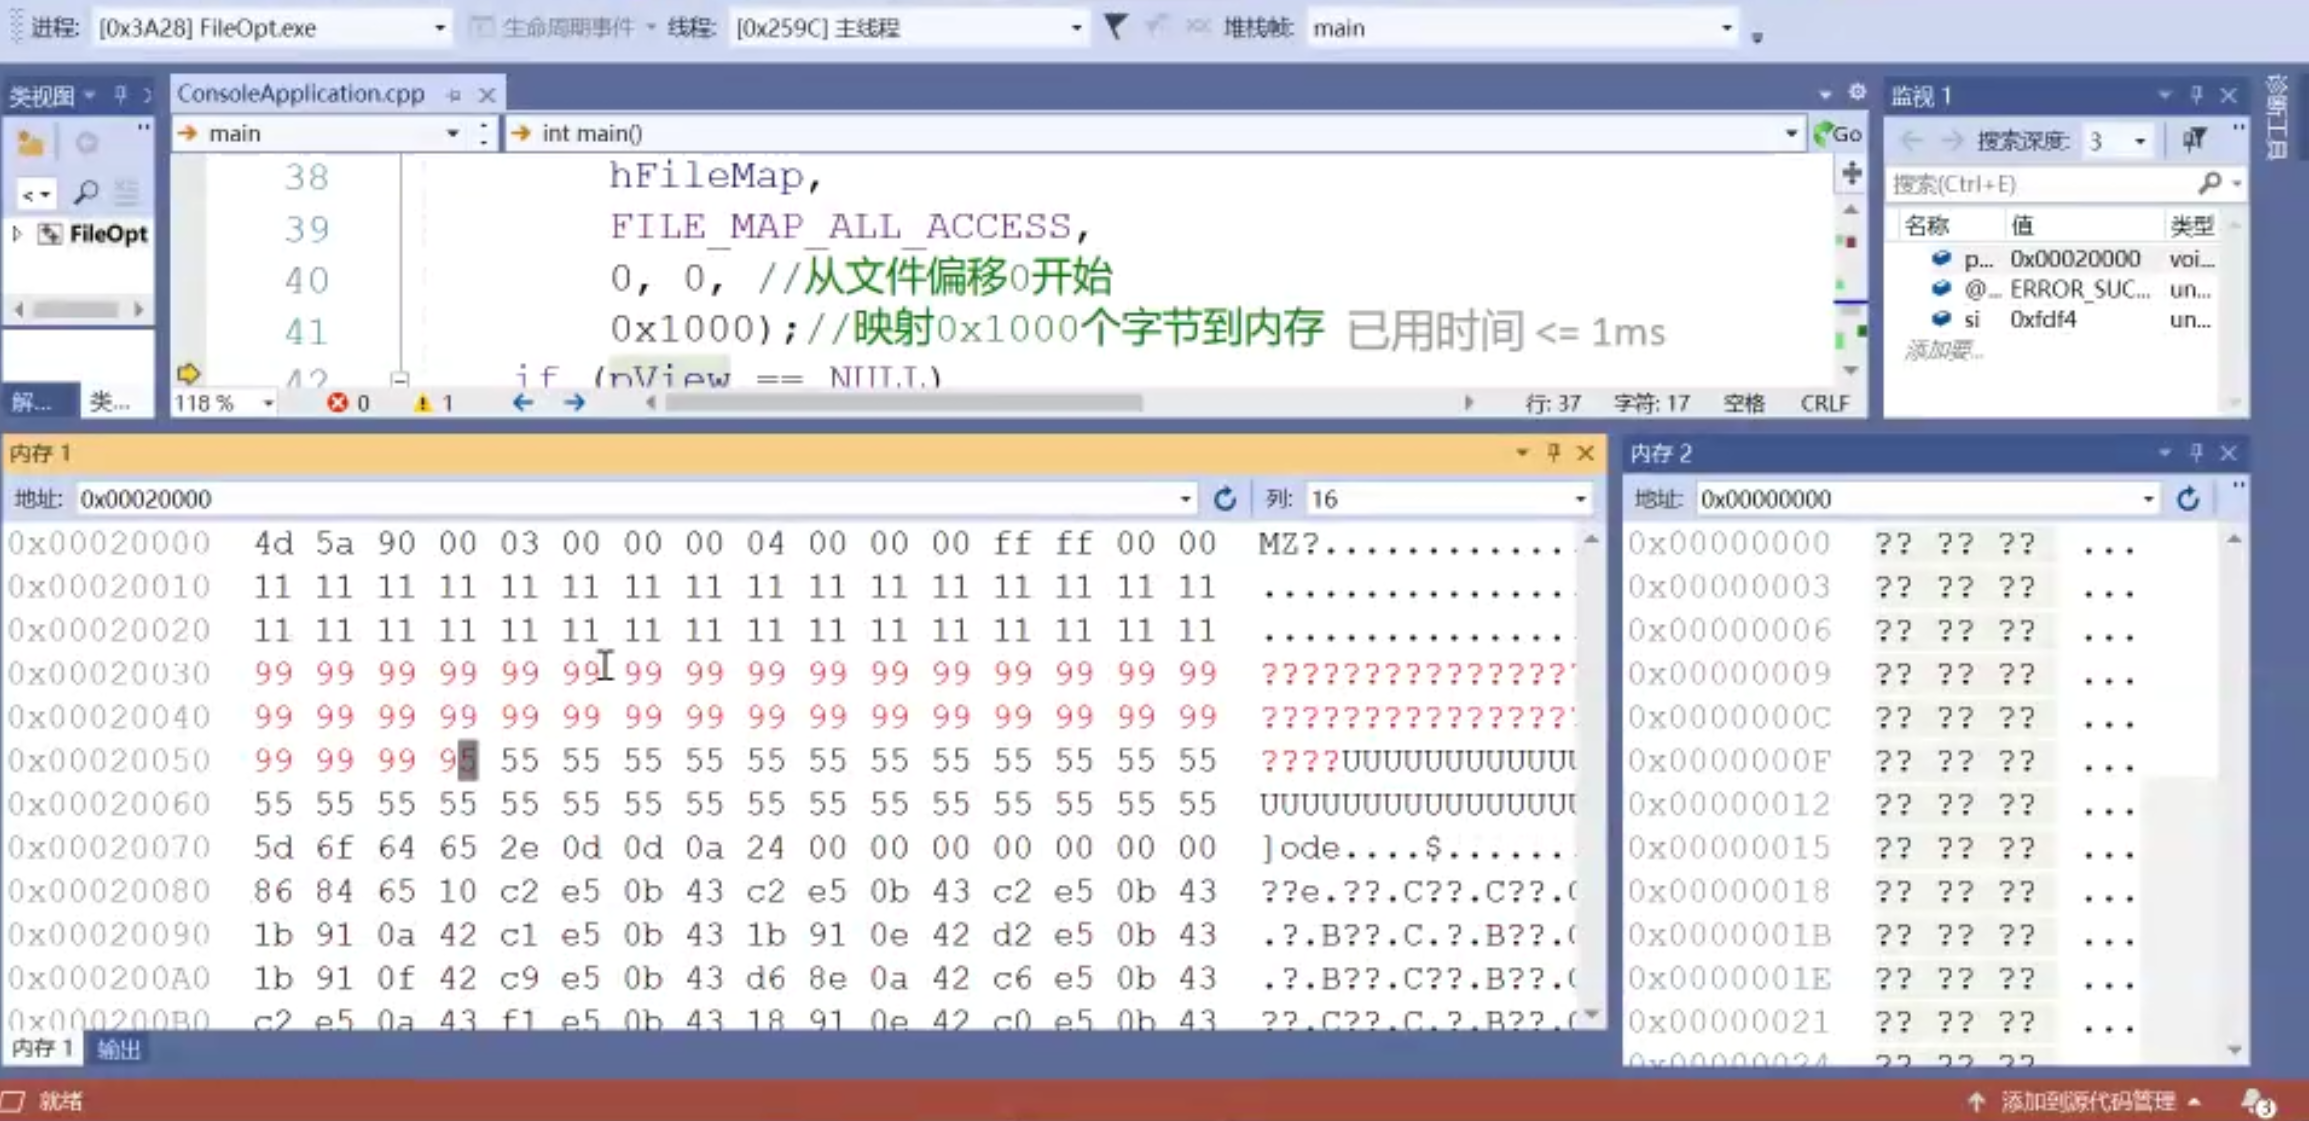 进程: [0x3A28] FileOpt.exe 生命周期事件 线程: [0x259C] 主线程 堆栈帧: main
类视图
ConsoleApplication.cpp
监视 1
诊断工具
main int main() Go
搜索深度: 3
搜索(Ctrl+E)
名称 值 类型
p... 0x00020000 voi...
@... ERROR_SUC... un...
si 0xfdf4 un...
添加要...
FileOpt
解... 类...
38 hFileMap,
39 FILE_MAP_ALL_ACCESS,
40 0, 0, //从文件偏移0开始
41 0x1000);//映射0x1000个字节到内存 已用时间 <= 1ms
42 if (pView == NULL)
118 % 0 1 行: 37 字符: 17 空格 CRLF
内存 1
地址: 0x00020000 列: 16
0x00020000 4d 5a 90 00 03 00 00 00 04 00 00 00 ff ff 00 00 MZ?.............
0x00020010 11 11 11 11 11 11 11 11 11 11 11 11 11 11 11 11 ................
0x00020020 11 11 11 11 11 11 11 11 11 11 11 11 11 11 11 11 ................
0x00020030 99 99 99 99 99 99 99 99 99 99 99 99 99 99 99 99 ????????????????
0x00020040 99 99 99 99 99 99 99 99 99 99 99 99 99 99 99 99 ????????????????
0x00020050 99 99 99 95 55 55 55 55 55 55 55 55 55 55 55 55 ????UUUUUUUUUUUU
0x00020060 55 55 55 55 55 55 55 55 55 55 55 55 55 55 55 55 UUUUUUUUUUUUUUUU
0x00020070 5d 6f 64 65 2e 0d 0d 0a 24 00 00 00 00 00 00 00 ]ode....$.......
0x00020080 86 84 65 10 c2 e5 0b 43 c2 e5 0b 43 c2 e5 0b 43 ??e.??.C??.C??.C
0x00020090 1b 91 0a 42 c1 e5 0b 43 1b 91 0e 42 d2 e5 0b 43 .?.B??.C.?.B??.C
0x000200A0 1b 91 0f 42 c9 e5 0b 43 d6 8e 0a 42 c6 e5 0b 43 .?.B??.C??.B??.C
0x000200B0 c2 e5 0a 43 f1 e5 0b 43 18 91 0e 42 c0 e5 0b 43 ??.C??.C.?.B??.C
内存 1 输出
内存 2
地址: 0x00000000
0x00000000 ?? ?? ?? ...
0x00000003 ?? ?? ?? ...
0x00000006 ?? ?? ?? ...
0x00000009 ?? ?? ?? ...
0x0000000C ?? ?? ?? ...
0x0000000F ?? ?? ?? ...
0x00000012 ?? ?? ?? ...
0x00000015 ?? ?? ?? ...
0x00000018 ?? ?? ?? ...
0x0000001B ?? ?? ?? ...
0x0000001E ?? ?? ?? ...
0x00000021 ?? ?? ?? ...
0x00000024 ?? ?? ??
就绪 添加到源代码管理 3